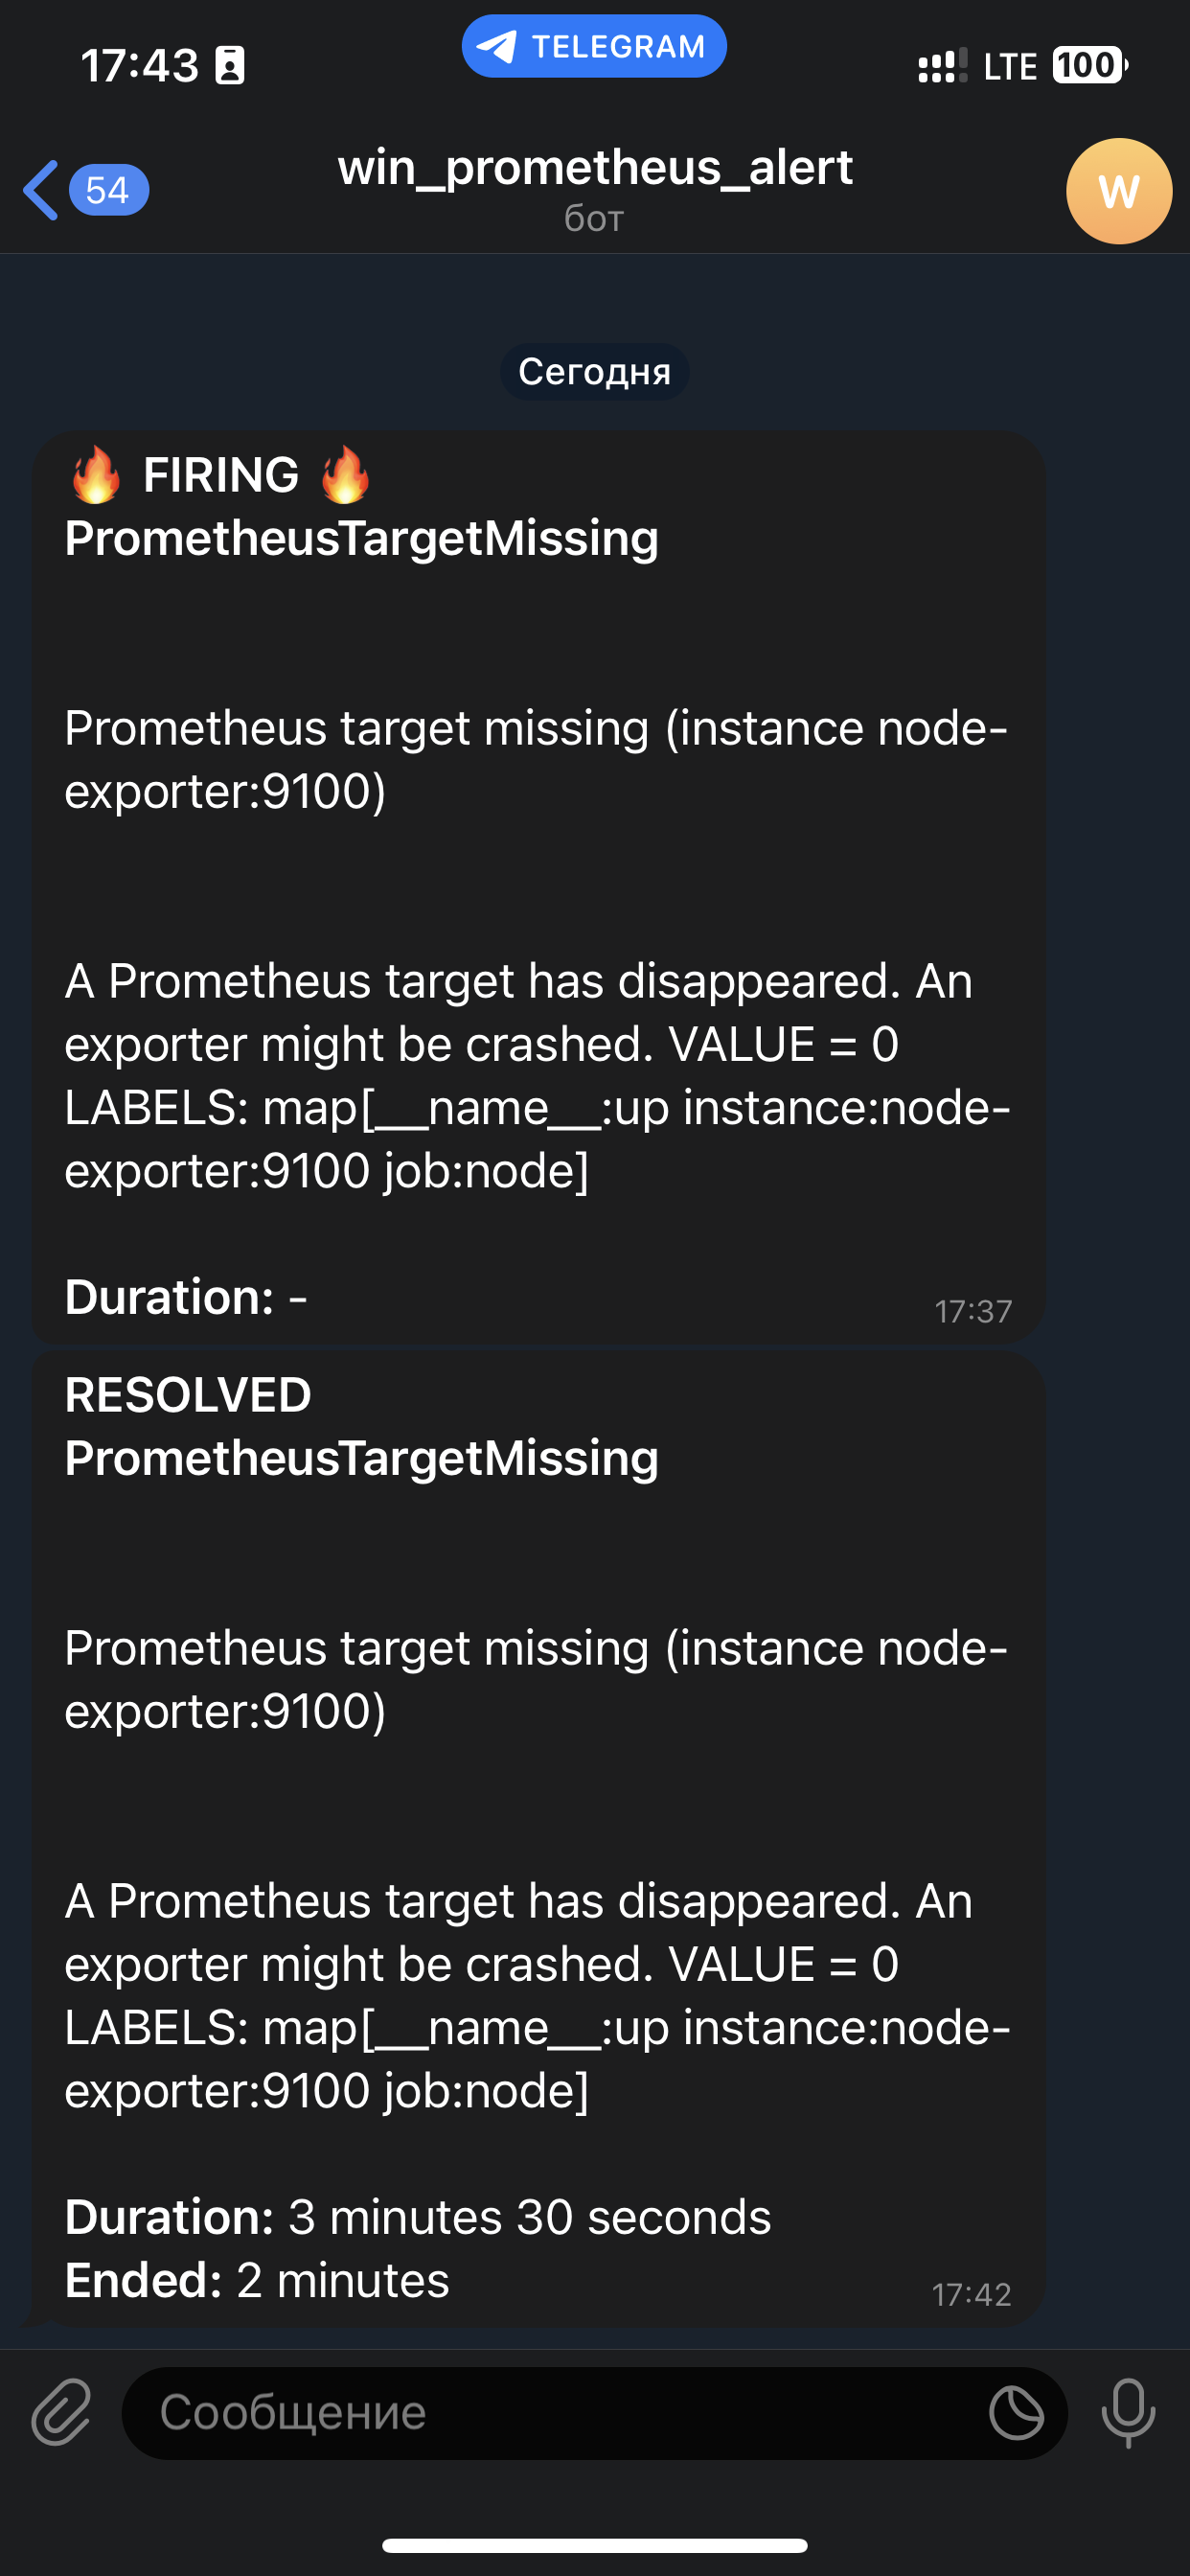 17:43
TELEGRAM
LTE
100
54
win_prometheus_alert
бот
W
Сегодня
🔥 FIRING 🔥
PrometheusTargetMissing
Prometheus target missing (instance node-
exporter:9100)
A Prometheus target has disappeared. An
exporter might be crashed. VALUE = 0
LABELS: map[__name__:up instance:node-
exporter:9100 job:node]
Duration: -
17:37
RESOLVED
PrometheusTargetMissing
Prometheus target missing (instance node-
exporter:9100)
A Prometheus target has disappeared. An
exporter might be crashed. VALUE = 0
LABELS: map[__name__:up instance:node-
exporter:9100 job:node]
Duration: 3 minutes 30 seconds
Ended: 2 minutes
17:42
Сообщение